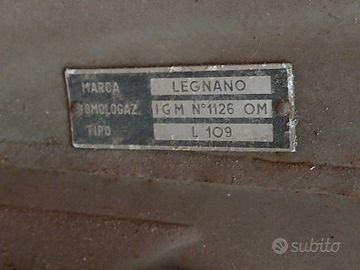 MARCA LEGNANO
OMOLOGAZ. IGM N°1126 OM
TIPO L 109
subito